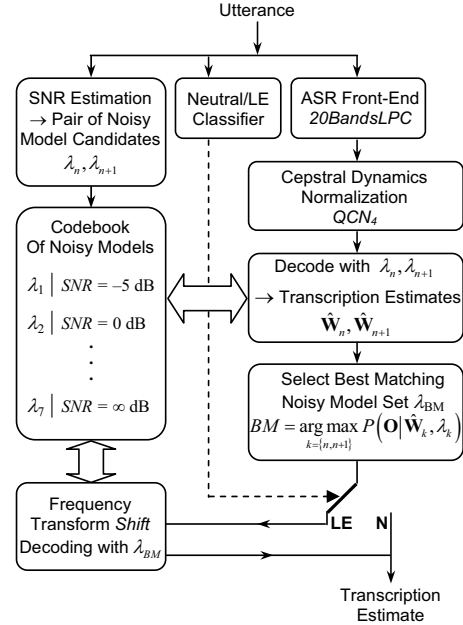 Utterance
SNR Estimation
→ Pair of Noisy
Model Candidates
λn, λn+1
Neutral/LE
Classifier
ASR Front-End
20BandsLPC
Cepstral Dynamics
Normalization
QCN4
Codebook
Of Noisy Models
λ1 | SNR = –5 dB
λ2 | SNR = 0 dB
.
.
.
λ7 | SNR = ∞ dB
Decode with λn, λn+1
→ Transcription Estimates
Ŵn, Ŵn+1
Select Best Matching
Noisy Model Set λBM
BM = arg max P(O|Ŵk, λk)
k={n,n+1}
Frequency
Transform Shift
Decoding with λBM
LE N
Transcription
Estimate